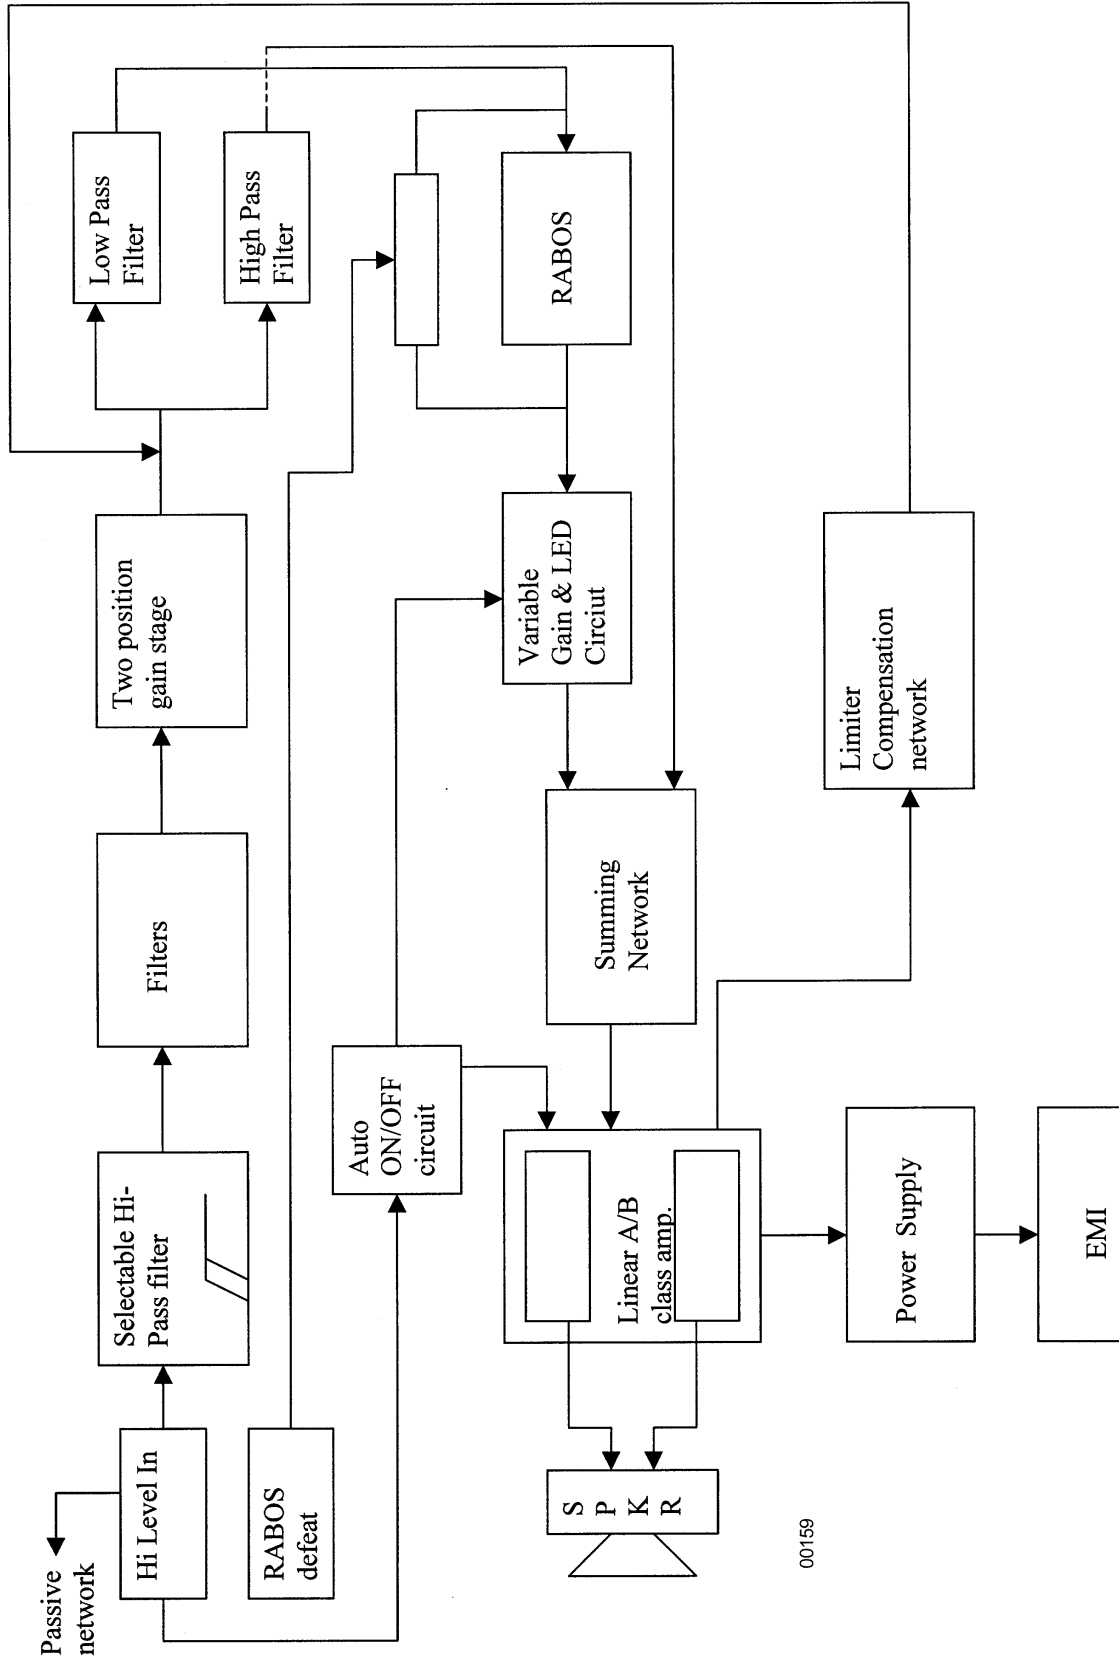 Passive
network
Hi Level In
Selectable Hi-
Pass filter
Filters
Two position
gain stage
Low Pass
Filter
High Pass
Filter
RABOS
defeat
Auto
ON/OFF
circuit
Variable
Gain & LED
Circiut
RABOS
S
P
K
R
Linear A/B
class amp.
Summing
Network
Limiter
Compensation
network
Power Supply
EMI
00159